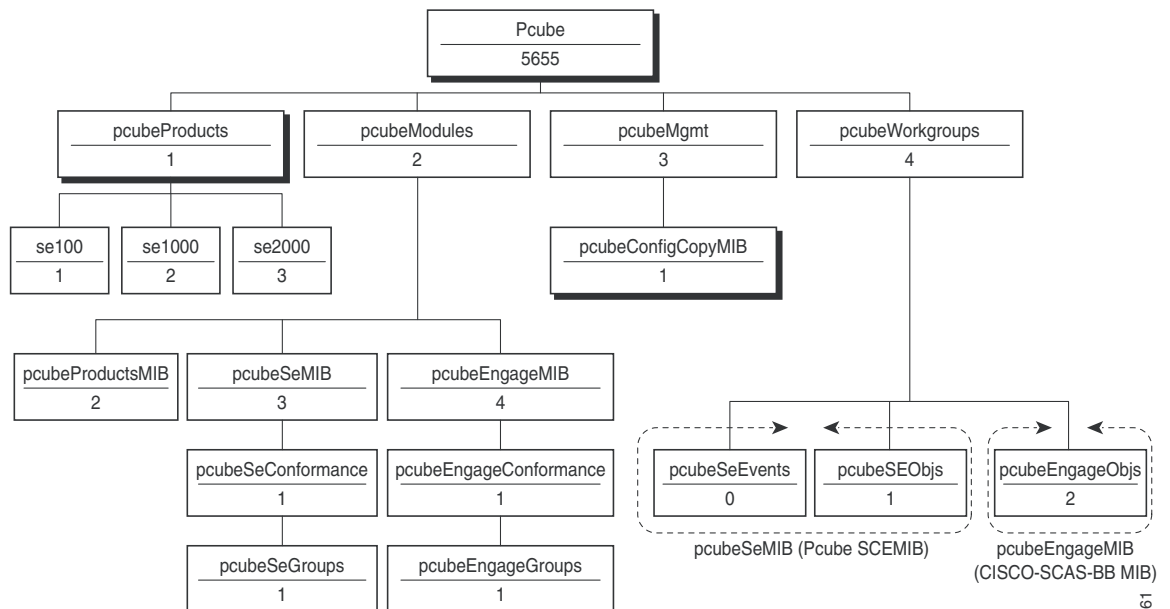 Pcube
5655
pcubeProducts
1
pcubeModules
2
pcubeMgmt
3
pcubeWorkgroups
4
se100
1
se1000
2
se2000
3
pcubeConfigCopyMIB
1
pcubeProductsMIB
2
pcubeSeMIB
3
pcubeEngageMIB
4
pcubeSeConformance
1
pcubeEngageConformance
1
pcubeSeEvents
0
pcubeSEObjs
1
pcubeEngageObjs
2
pcubeSeMIB (Pcube SCEMIB)
pcubeEngageMIB
(CISCO-SCAS-BB MIB)
pcubeSeGroups
1
pcubeEngageGroups
1
61